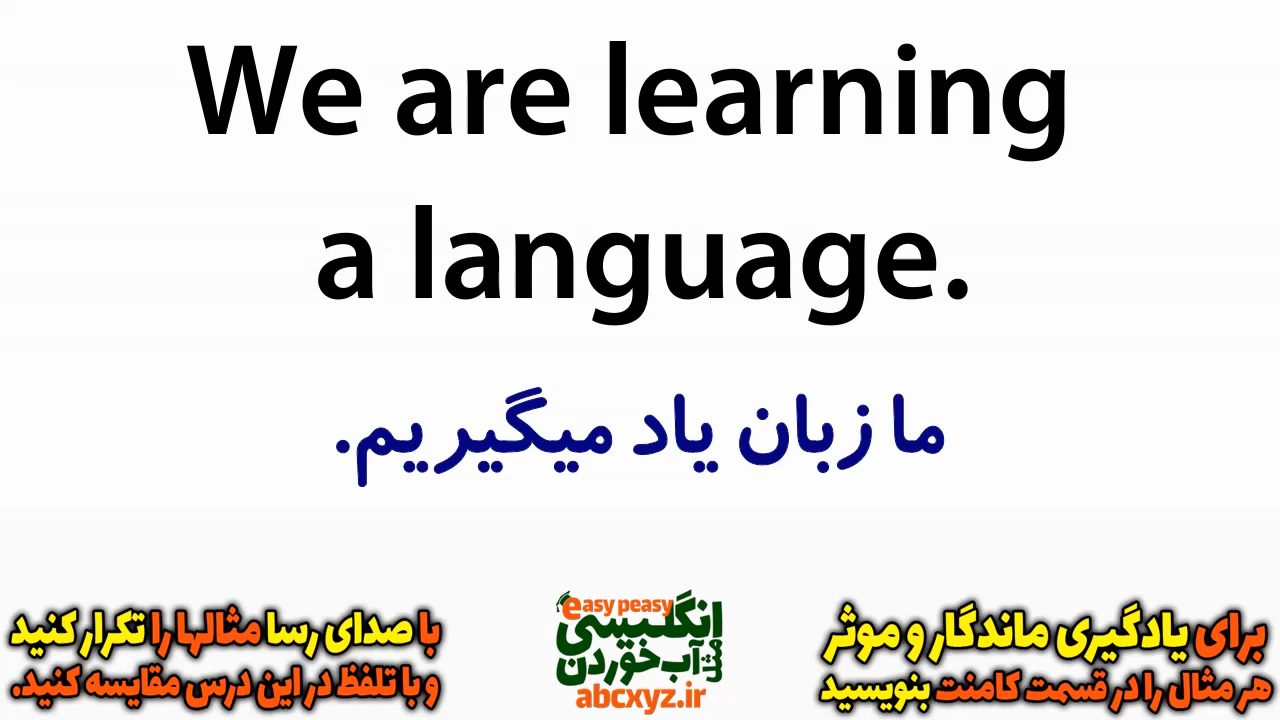 We are learning
a language.
ما زبان یاد میگیریم.
با صدای رسا مثالها را تکرار کنید
و با تلفظ در این درس مقایسه کنید.
easy peasy
انگلیسی
مثل آب خوردن
abcxyz.ir
برای یادگیری ماندگار و موثر
هر مثال را در قسمت کامنت بنویسید